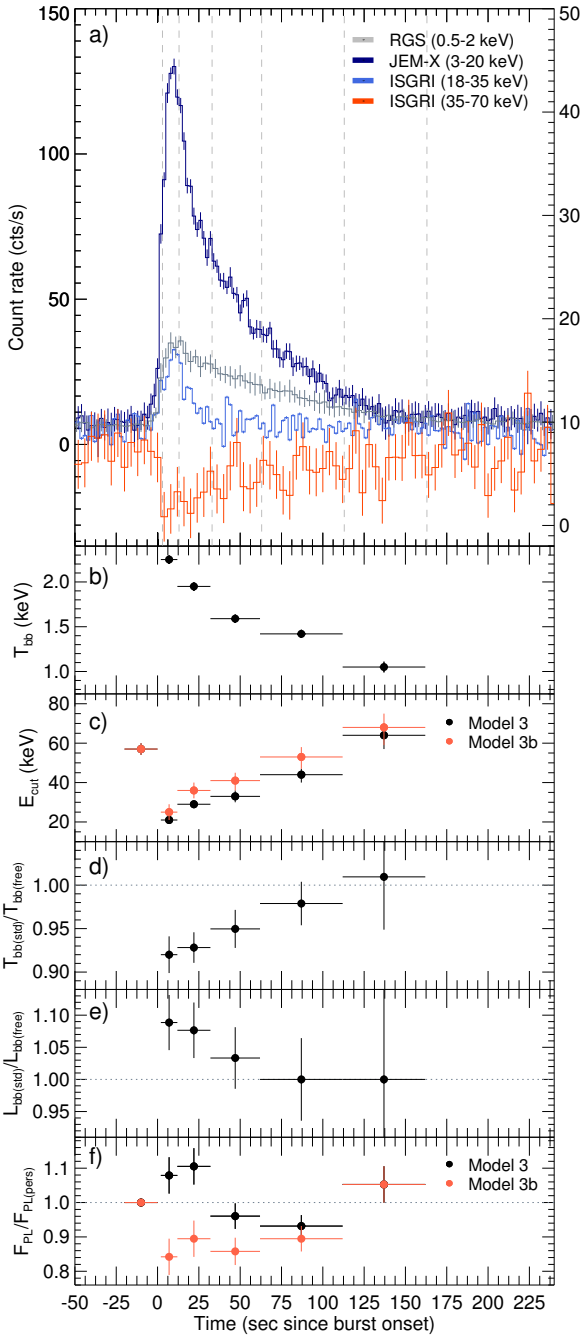 a)
RGS (0.5-2 keV)
JEM-X (3-20 keV)
ISGRI (18-35 keV)
ISGRI (35-70 keV)
Count rate (cts/s)
150
100
50
0
50
40
30
20
10
0
b)
T_bb (keV)
2.0
1.5
1.0
c)
Model 3
Model 3b
E_cut (keV)
80
60
40
20
d)
T_bb(std)/T_bb(free)
1.00
0.95
0.90
e)
L_bb(std)/L_bb(free)
1.10
1.05
1.00
0.95
f)
Model 3
Model 3b
F_PL/F_PL(pers)
1.1
1.0
0.9
0.8
-50 -25 0 25 50 75 100 125 150 175 200 225
Time (sec since burst onset)